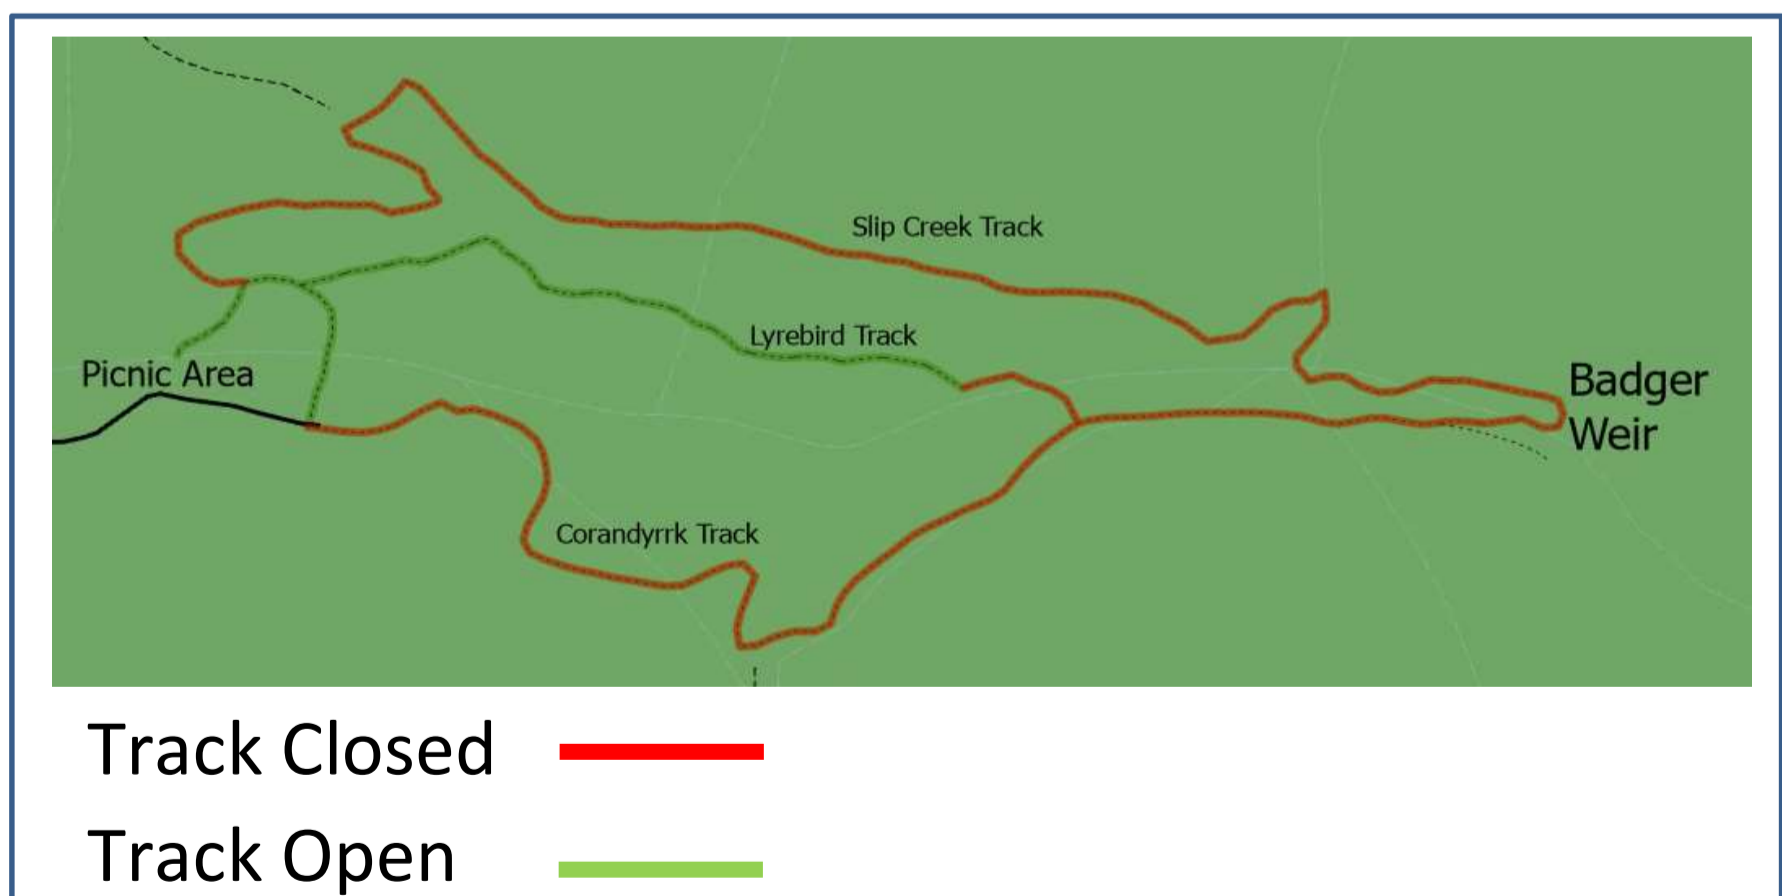 Slip Creek Track
Lyrebird Track
Picnic Area
Badger
Weir
Corandyrrk Track
Track Closed
Track Open